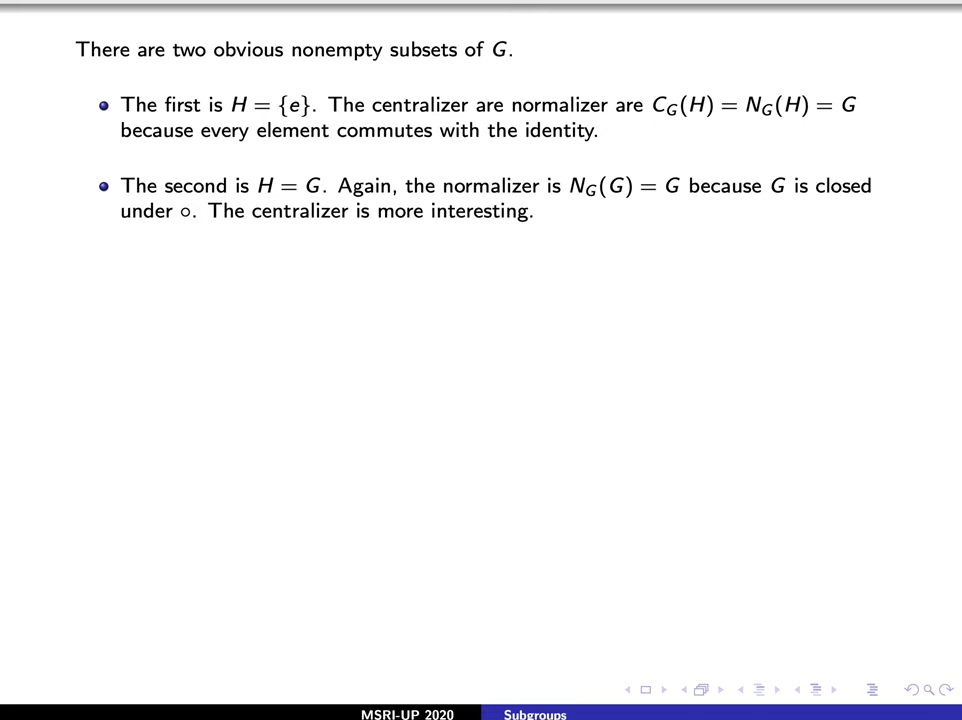 There are two obvious nonempty subsets of G.
The first is H = {e}. The centralizer are normalizer are C_G(H) = N_G(H) = G
because every element commutes with the identity.
The second is H = G. Again, the normalizer is N_G(G) = G because G is closed
under ∘. The centralizer is more interesting.
MSRI-UP 2020 Subgroups